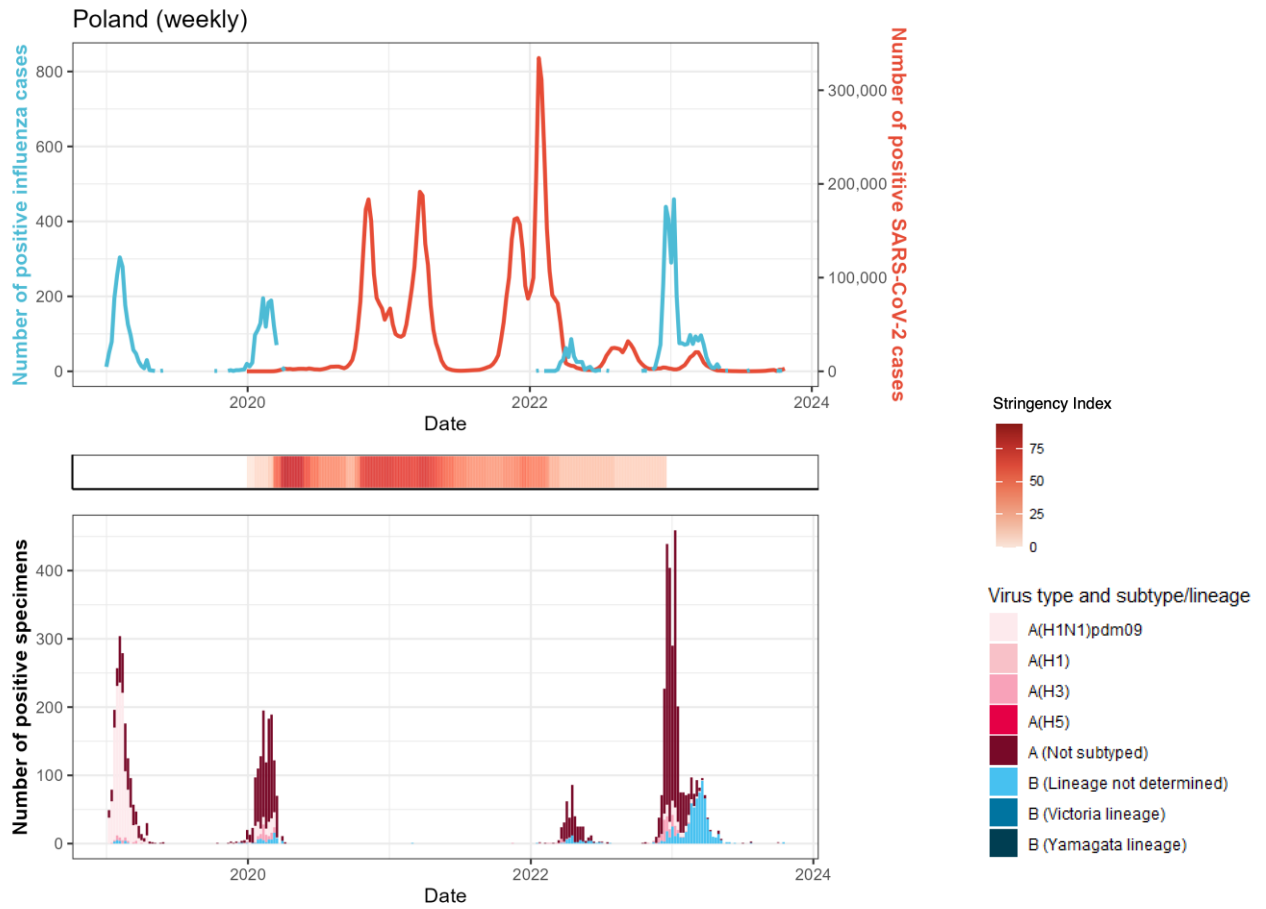 Poland (weekly)
Number of positive influenza cases
800
600
400
200
0
Number of positive SARS-CoV-2 cases
300,000
200,000
100,000
0
2020
2022
2024
Date
Stringency Index
75
50
25
0
Number of positive specimens
400
300
200
100
0
2020
2022
2024
Date
Virus type and subtype/lineage
A(H1N1)pdm09
A(H1)
A(H3)
A(H5)
A (Not subtyped)
B (Lineage not determined)
B (Victoria lineage)
B (Yamagata lineage)